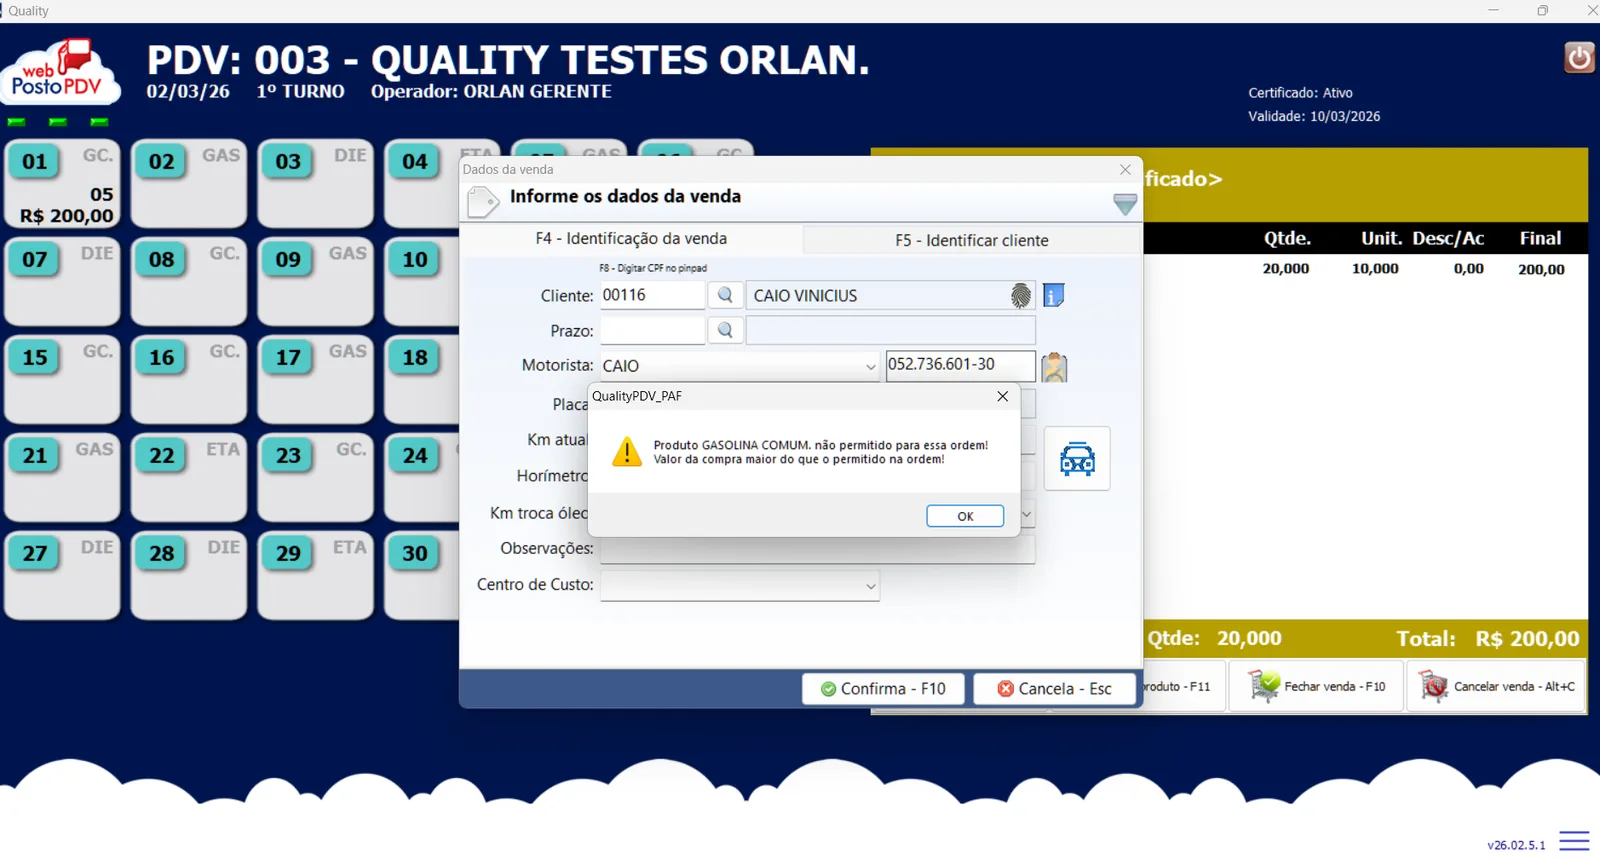 Quality
web
PostoPDV
PDV: 003 - QUALITY TESTES ORLAN.
02/03/26 1º TURNO Operador: ORLAN GERENTE
Certificado: Ativo
Validade: 10/03/2026
01 GC.
05
R$ 200,00
02 GAS
03 DIE
04 ETA
07 DIE
08 GC.
09 GAS
10
15 GC.
16 GC.
17 GAS
18
21 GAS
22 ETA
23 GC.
24
27 DIE
28 DIE
29 ETA
30
Dados da venda
Informe os dados da venda
F4 - Identificação da venda
F5 - Identificar cliente
F8 - Digitar CPF no pinpad
Cliente: 00116 CAIO VINICIUS
Prazo:
Motorista: CAIO 052.736.601-30
Placa
Km atual
Horímetro
Km troca óleo
Observações:
Centro de Custo:
Confirma - F10
Cancela - Esc
QualityPDV_PAF
Produto GASOLINA COMUM. não permitido para essa ordem!
Valor da compra maior do que o permitido na ordem!
OK
ficado>
Qtde. Unit. Desc/Ac Final
20,000 10,000 0,00 200,00
Qtde: 20,000 Total: R$ 200,00
roduto - F11
Fechar venda - F10
Cancelar venda - Alt+C
v26.02.5.1